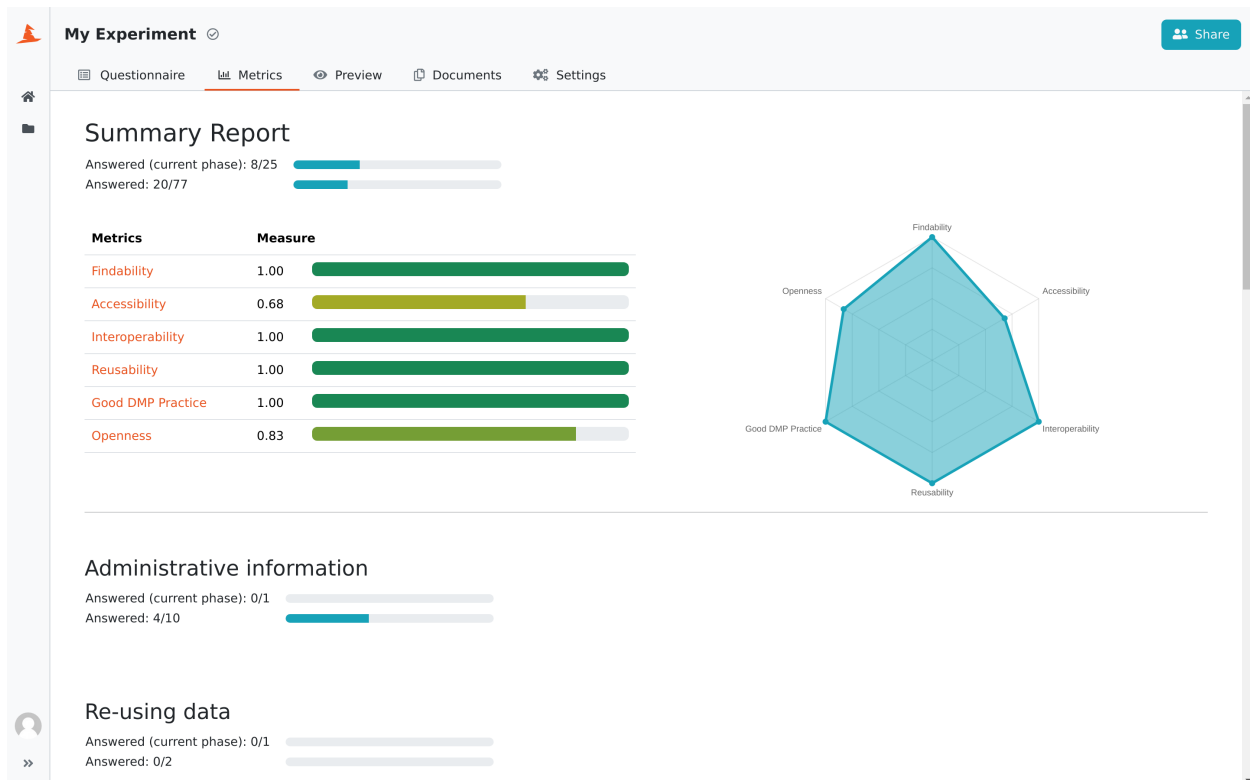 My Experiment
Share
Questionnaire Metrics Preview Documents Settings
Summary Report
Answered (current phase): 8/25
Answered: 20/77
Metrics Measure
Findability 1.00
Accessibility 0.68
Interoperability 1.00
Reusability 1.00
Good DMP Practice 1.00
Openness 0.83
Findability
Openness
Accessibility
Good DMP Practice
Interoperability
Reusability
Administrative information
Answered (current phase): 0/1
Answered: 4/10
Re-using data
Answered (current phase): 0/1
Answered: 0/2